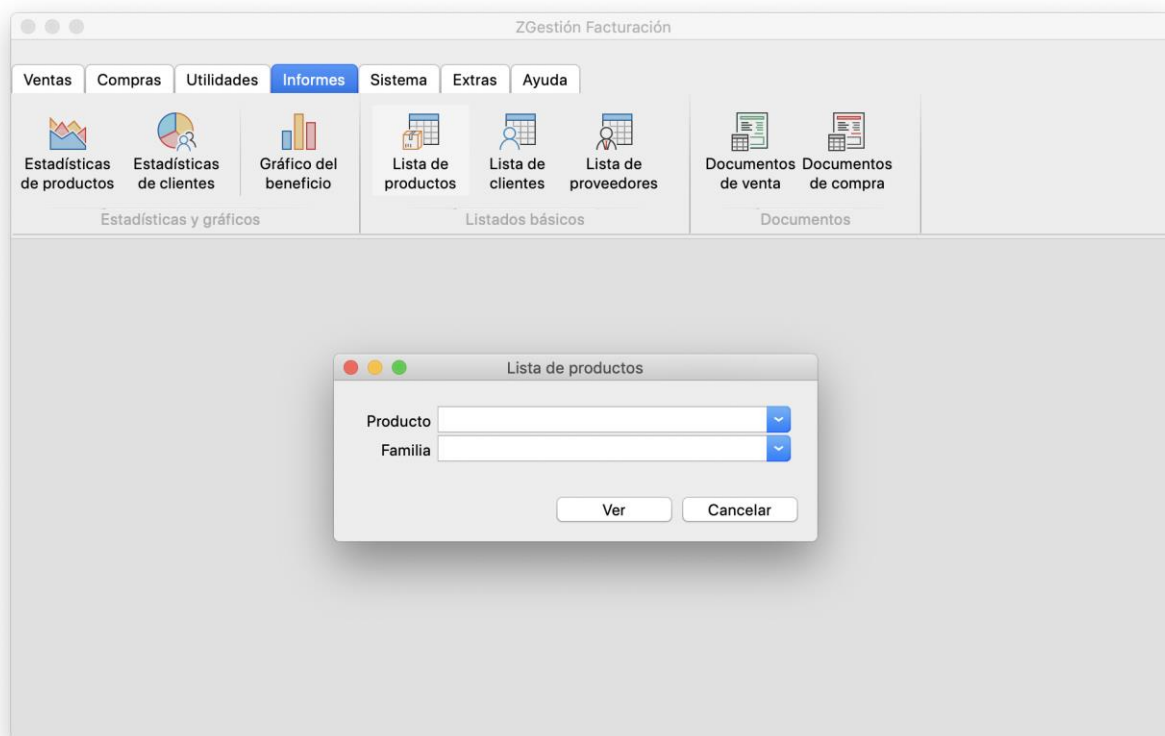 ZGestión Facturación
Ventas Compras Utilidades Informes Sistema Extras Ayuda
Estadísticas de productos
Estadísticas de clientes
Gráfico del beneficio
Lista de productos
Lista de clientes
Lista de proveedores
Documentos de venta
Documentos de compra
Estadísticas y gráficos
Listados básicos
Documentos
Lista de productos
Producto
Familia
Ver Cancelar